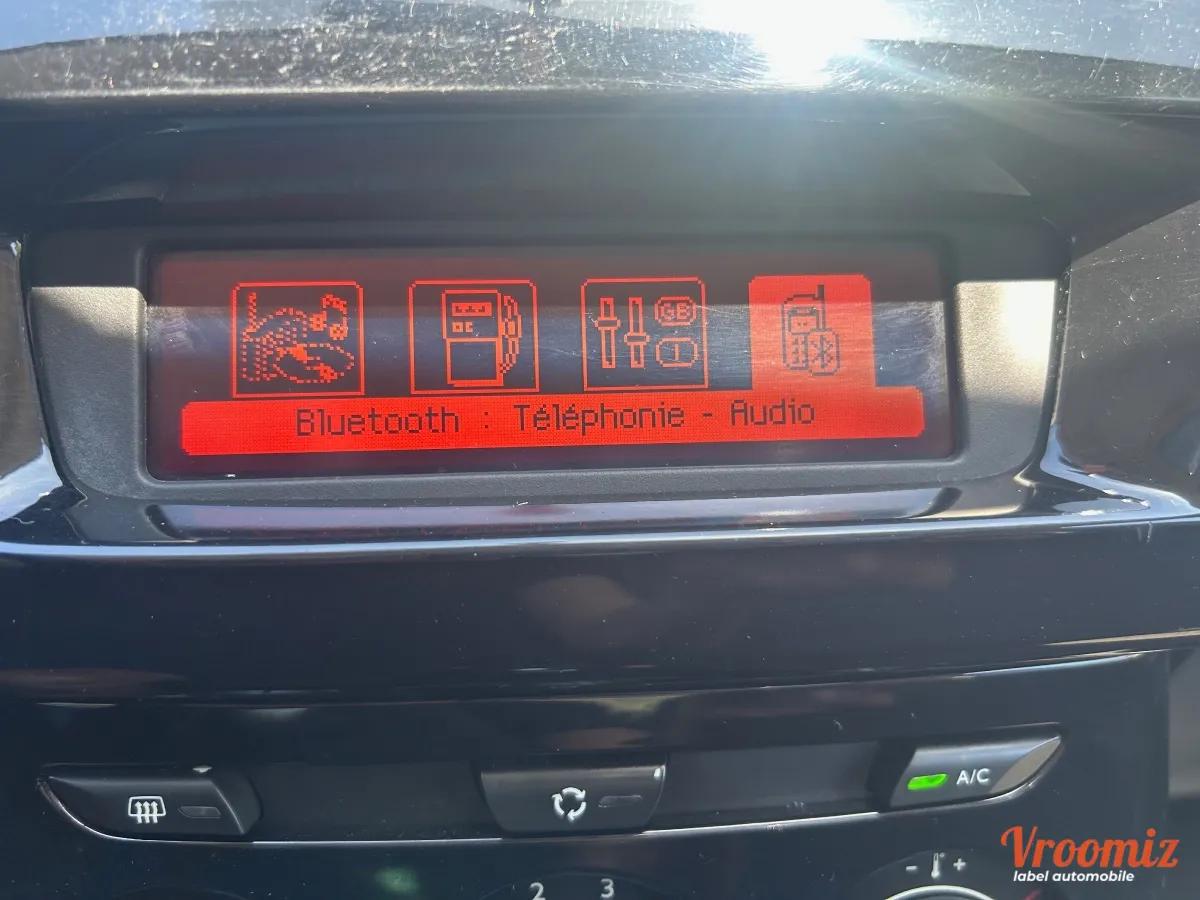 GB
I
Bluetooth : Téléphonie - Audio
A/C
- +
2 3
Vroomiz
label automobile